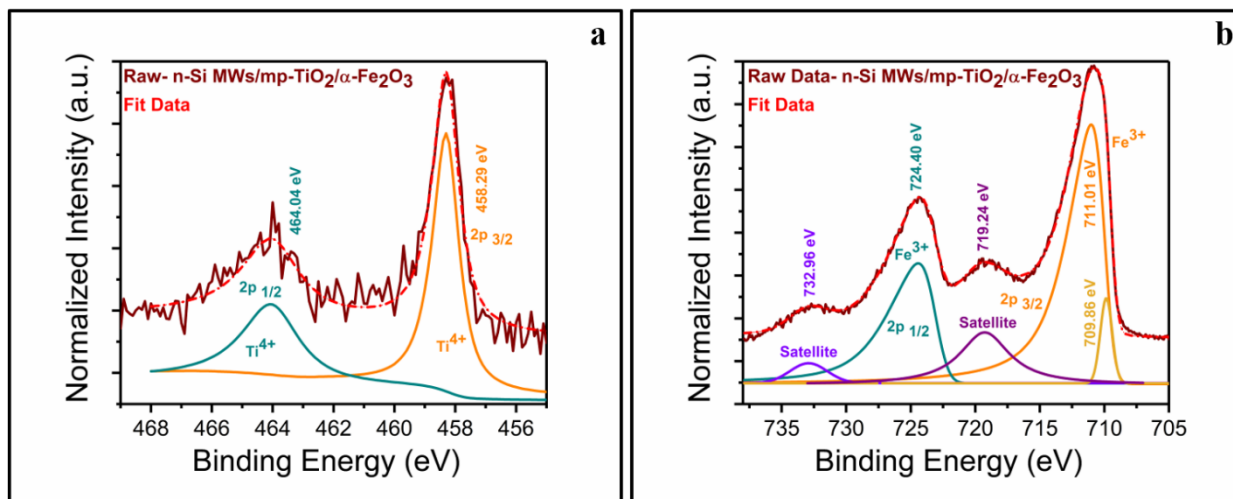 a
Raw- n-Si MWs/mp-TiO₂/α-Fe₂O₃
Fit Data
464.04 eV
458.29 eV
2p 3/2
2p 1/2
Ti⁴⁺
Ti⁴⁺
Normalized Intensity (a.u.)
468 466 464 462 460 458 456
Binding Energy (eV)
b
Raw Data- n-Si MWs/mp-TiO₂/α-Fe₂O₃
Fit Data
724.40 eV
Fe³⁺
719.24 eV
711.01 eV
732.96 eV
Fe³⁺
2p 3/2
709.86 eV
2p 1/2
Satellite
Satellite
Normalized Intensity (a.u.)
735 730 725 720 715 710 705
Binding Energy (eV)